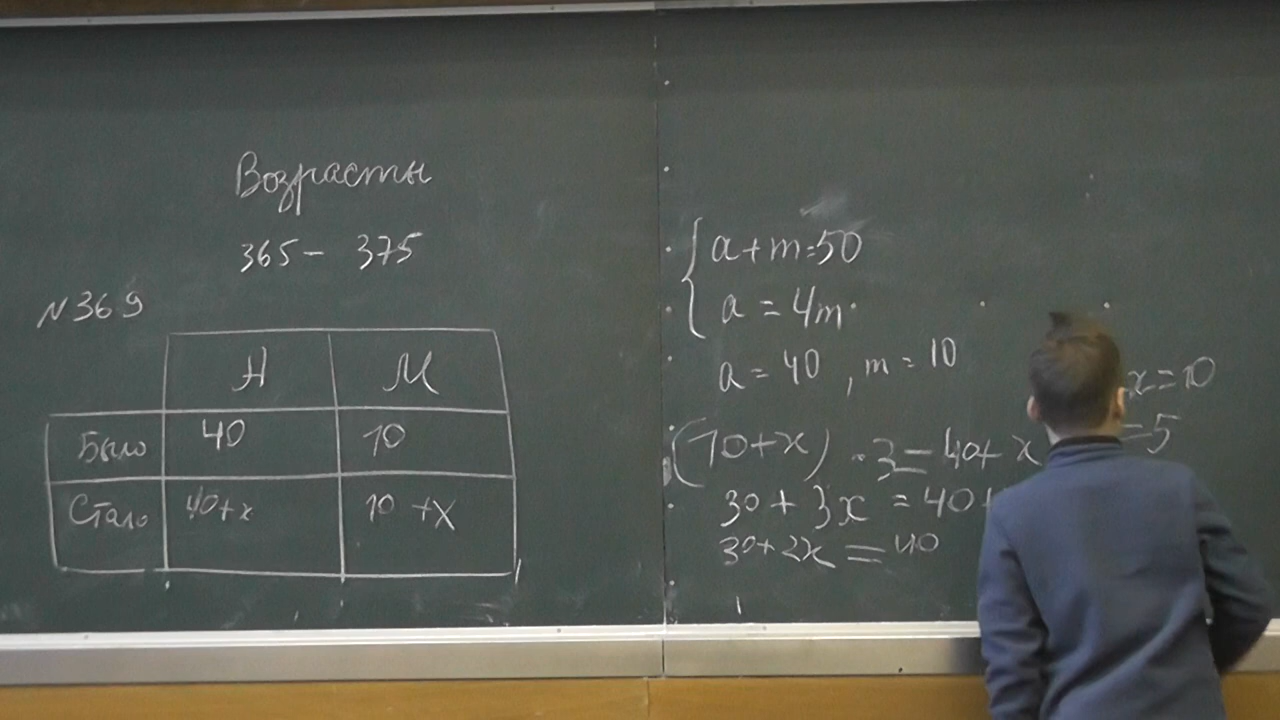 Возрасты
365 – 375
N 369
А М
Было 40 10
Стало 40+x 10+x
a+m=50
a = 4m
a = 40, m = 10
(10+x) · 3 = 40+x
30 + 3x = 40+
30+2x = 40
x=10
=5